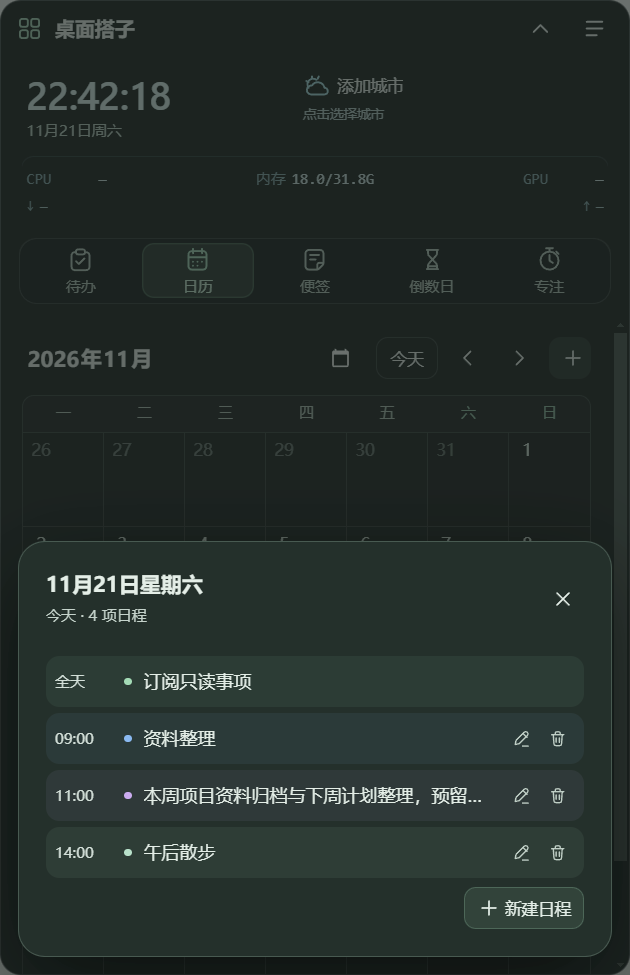 桌面搭子
22:42:18
11月21日周六
添加城市
点击选择城市
CPU — 内存 18.0/31.8G GPU —
↓ — ↑ —
待办 日历 便签 倒数日 专注
2026年11月 今天
一 二 三 四 五 六 日
26 27 28 29 30 31 1
11月21日星期六
今天 · 4 项日程
全天 订阅只读事项
09:00 资料整理
11:00 本周项目资料归档与下周计划整理，预留...
14:00 午后散步
新建日程